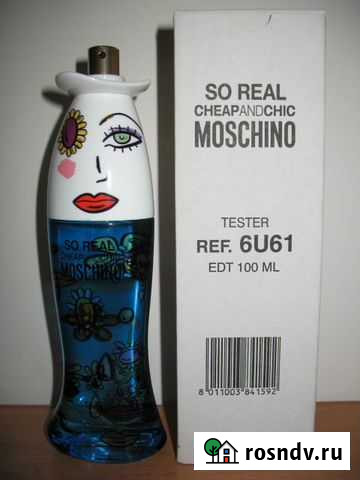 SO REAL
CHEAPANDCHIC
MOSCHINO
SO REAL
CHEAPANDCHIC
MOSCHINO
TESTER
REF. 6U61
EDT 100 ML
8 011003 841592
rosndv.ru